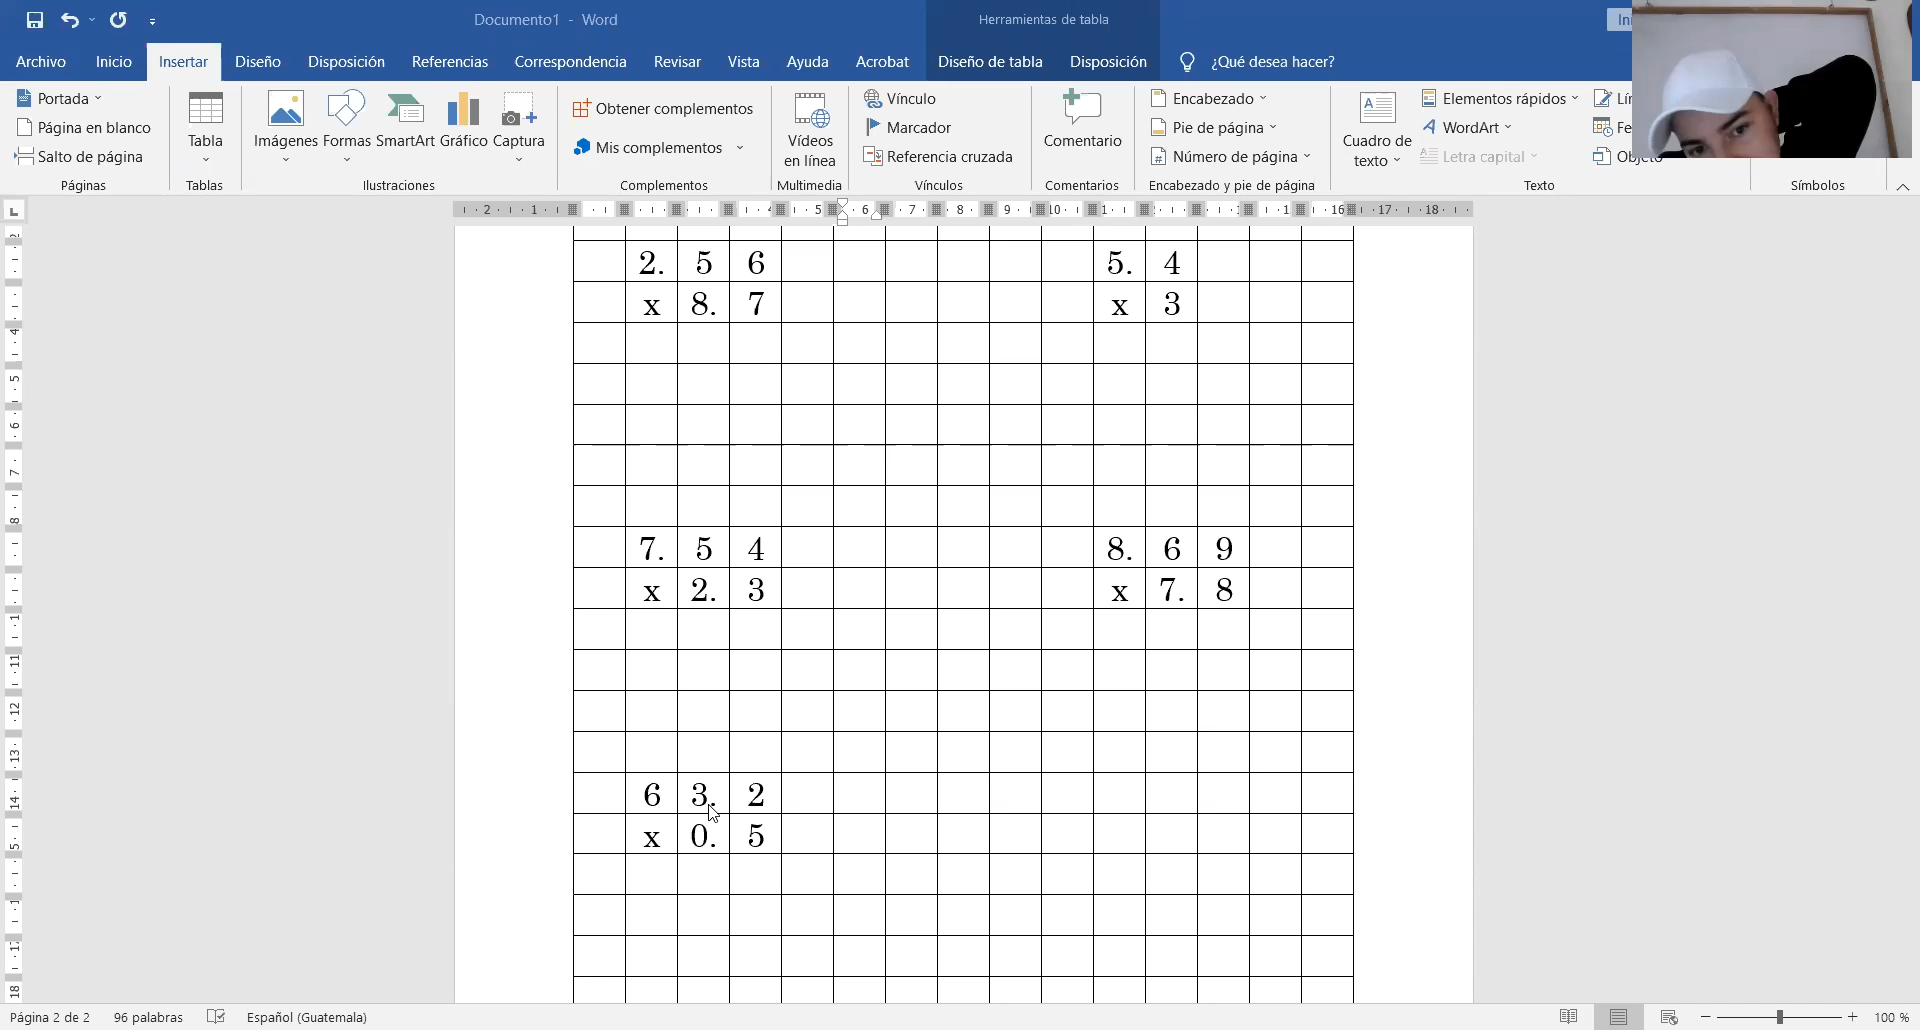 Documento1 - Word
Herramientas de tabla
Archivo Inicio Insertar Diseño Disposición Referencias Correspondencia Revisar Vista Ayuda Acrobat Diseño de tabla Disposición ¿Qué desea hacer?
Portada
Página en blanco
Salto de página
Páginas
Tabla
Tablas
Imágenes Formas SmartArt Gráfico Captura
Ilustraciones
Obtener complementos
Mis complementos
Complementos
Vídeos
en línea
Multimedia
Vínculo
Marcador
Referencia cruzada
Vínculos
Comentario
Comentarios
Encabezado
Pie de página
Número de página
Encabezado y pie de página
Cuadro de
texto
Elementos rápidos
WordArt
Letra capital
Texto
Símbolos
2. 5 6 5. 4
x 8. 7 x 3
7. 5 4 8. 6 9
x 2. 3 x 7. 8
6 3. 2
x 0. 5
Página 2 de 2 96 palabras Español (Guatemala) 100 %